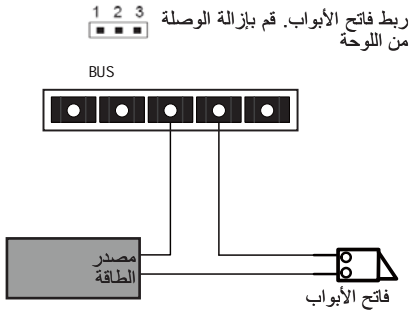 1 2 3
ربط فاتح الأبواب. قم بإزالة الوصلة
من اللوحة
BUS
مصدر
الطاقة
فاتح الأبواب